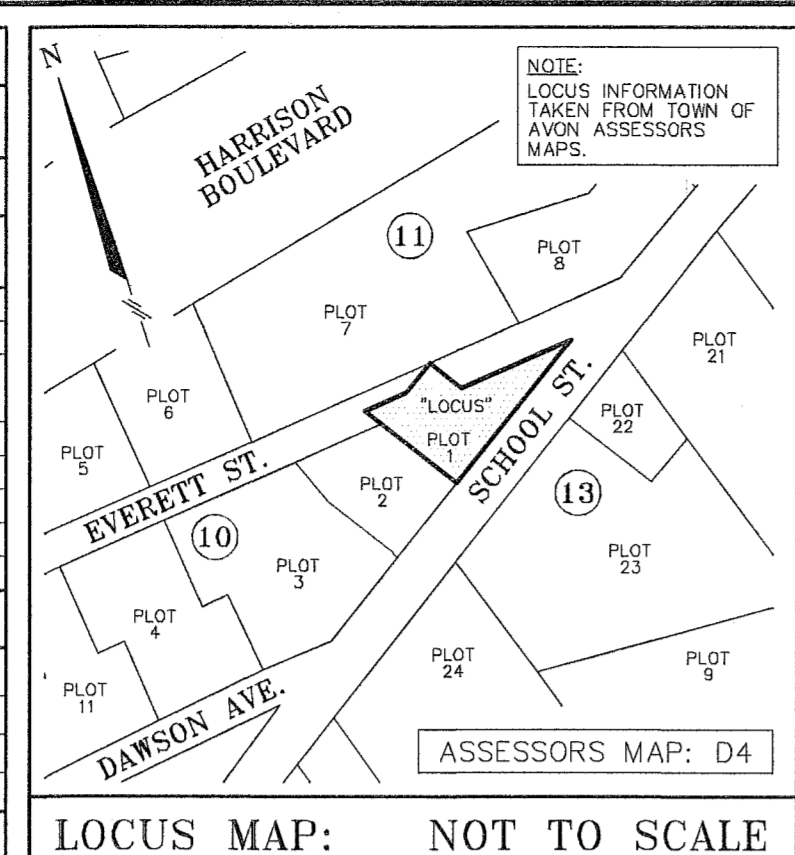 N
NOTE:
LOCUS INFORMATION
TAKEN FROM TOWN OF
AVON ASSESSORS
MAPS.
HARRISON
BOULEVARD
11
PLOT
8
PLOT
7
PLOT
21
PLOT
6
"LOCUS"
PLOT
1
PLOT
22
PLOT
5
SCHOOL ST.
EVERETT ST.
PLOT
2
13
10
PLOT
3
PLOT
23
PLOT
4
PLOT
24
PLOT
9
PLOT
11
DAWSON AVE.
ASSESSORS MAP: D4
LOCUS MAP: NOT TO SCALE